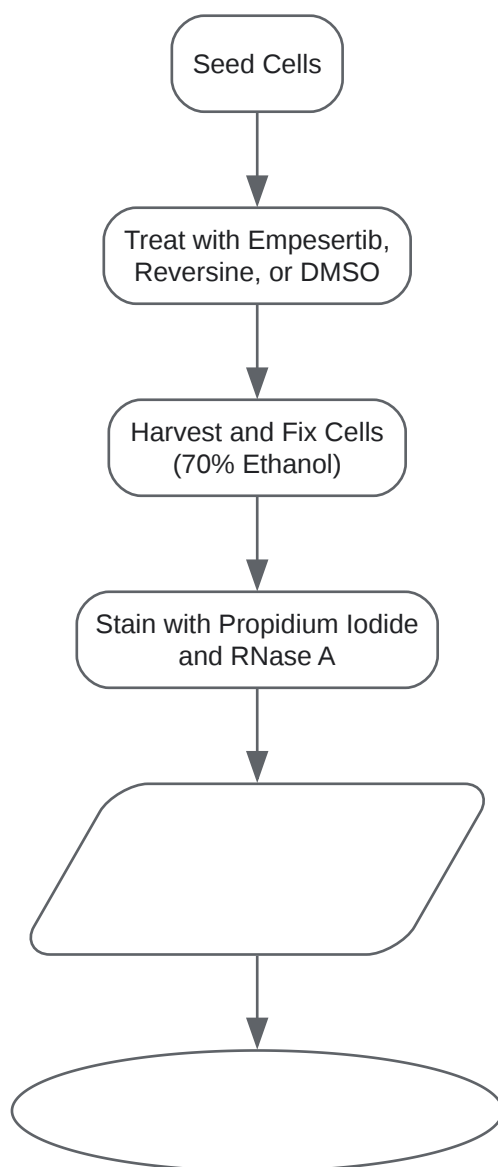 Seed Cells
Treat with Empesertib,
Reversine, or DMSO
Harvest and Fix Cells
(70% Ethanol)
Stain with Propidium Iodide
and RNase A